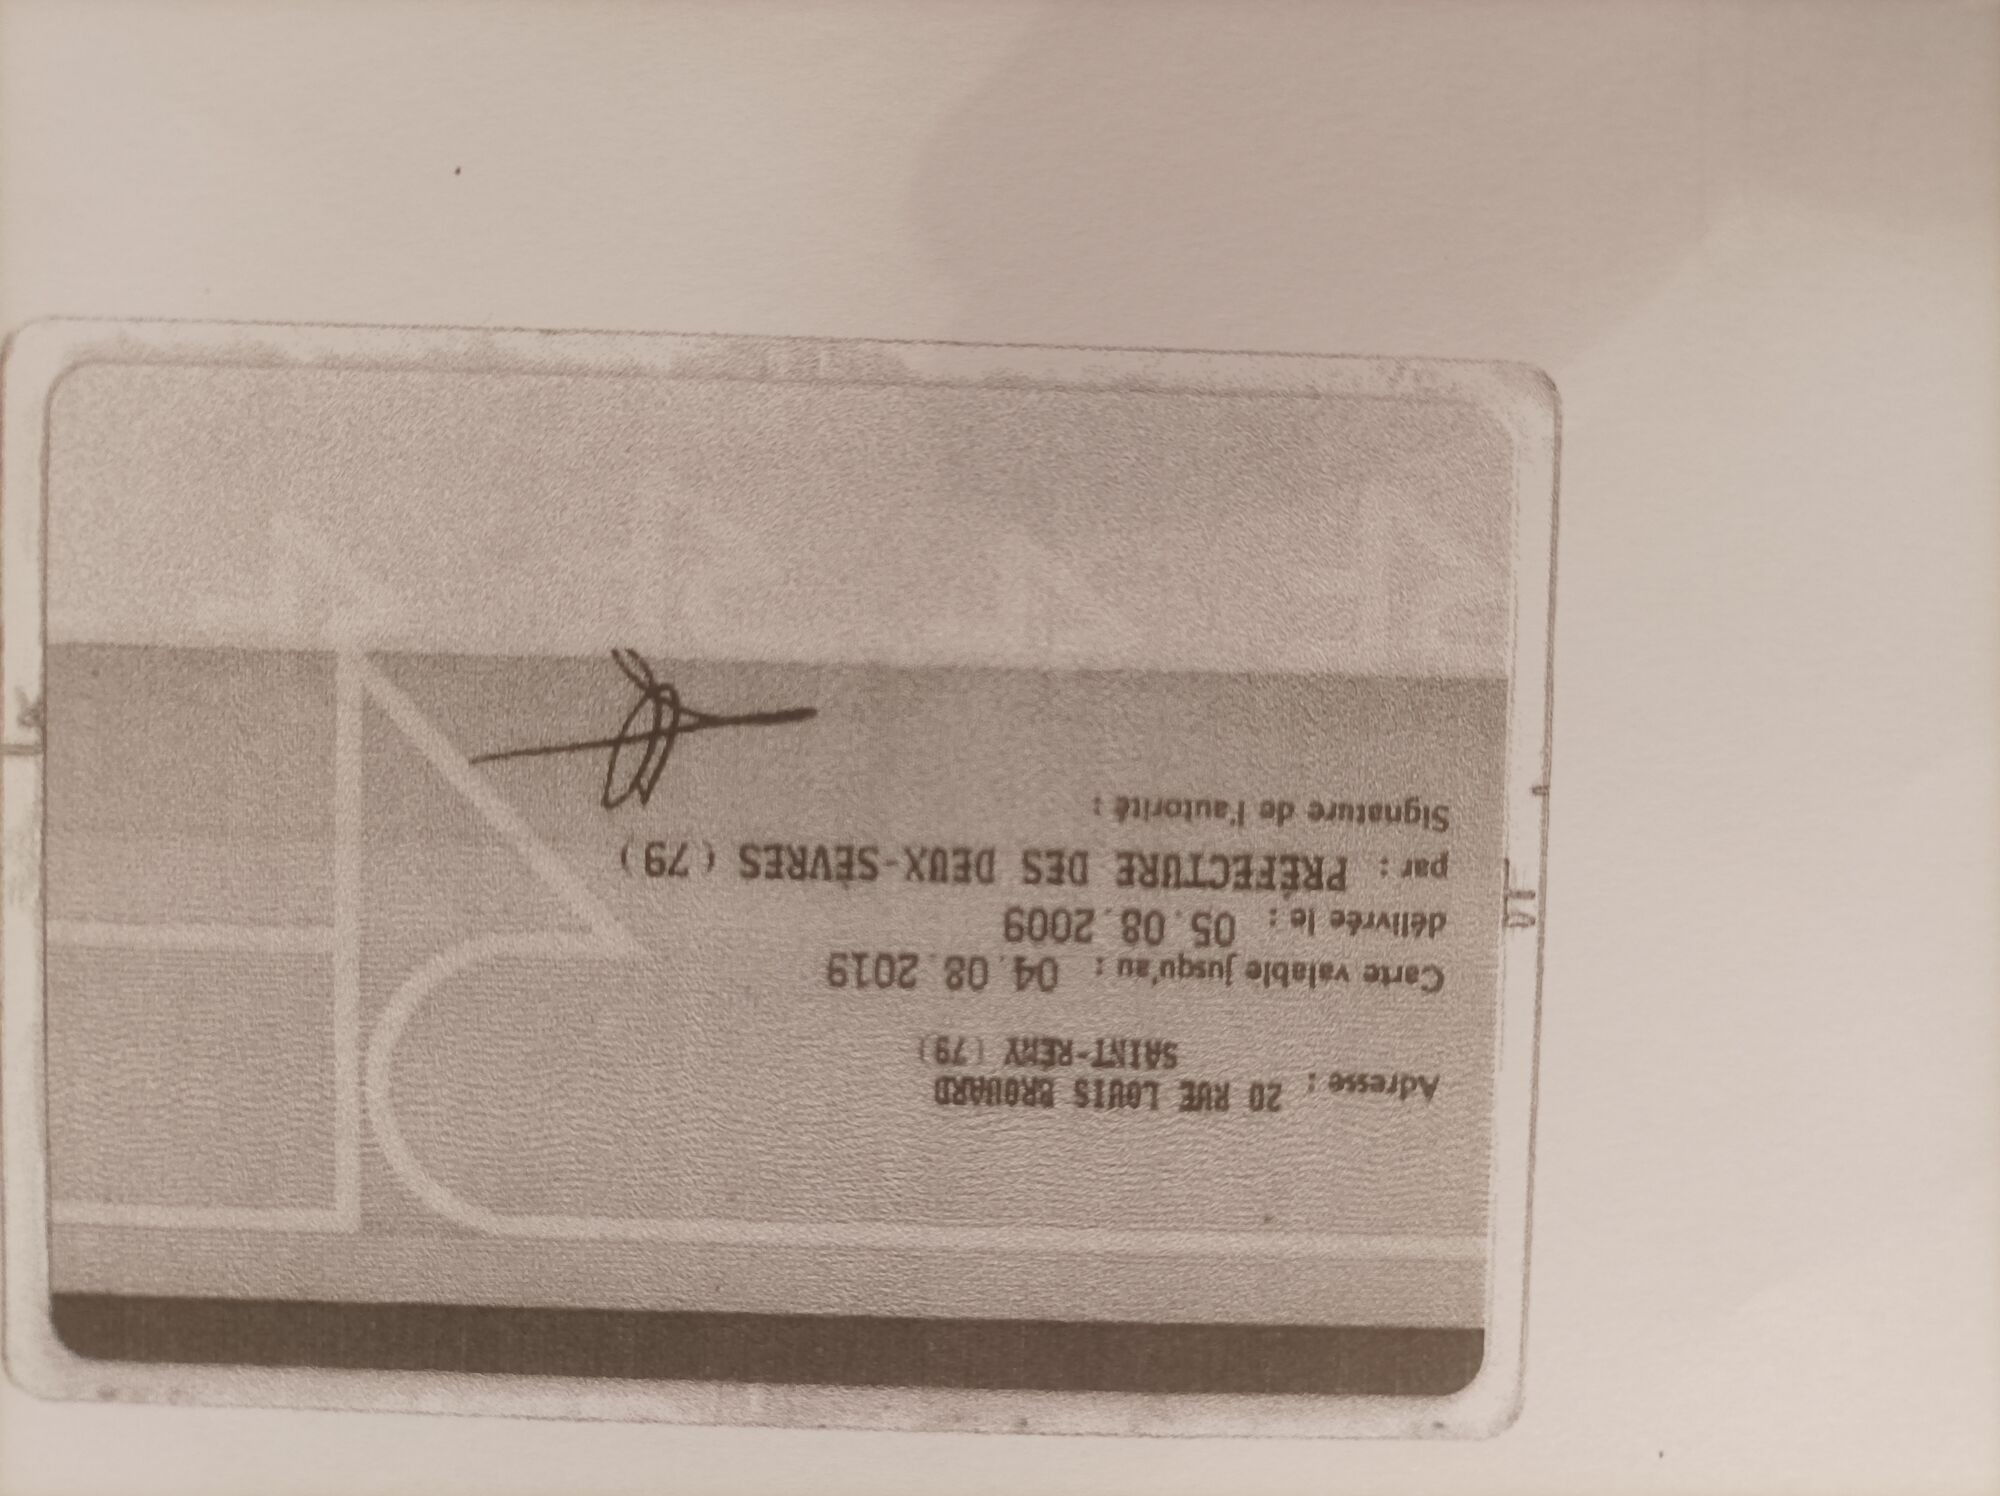 Adresse : 20 RUE LOUIS BROUARD
SAINT-RÉMY (79)
Carte valable jusqu'au : 04.08.2019
délivrée le : 05.08.2009
par : PRÉFECTURE DES DEUX-SÈVRES (79)
Signature de l'autorité :